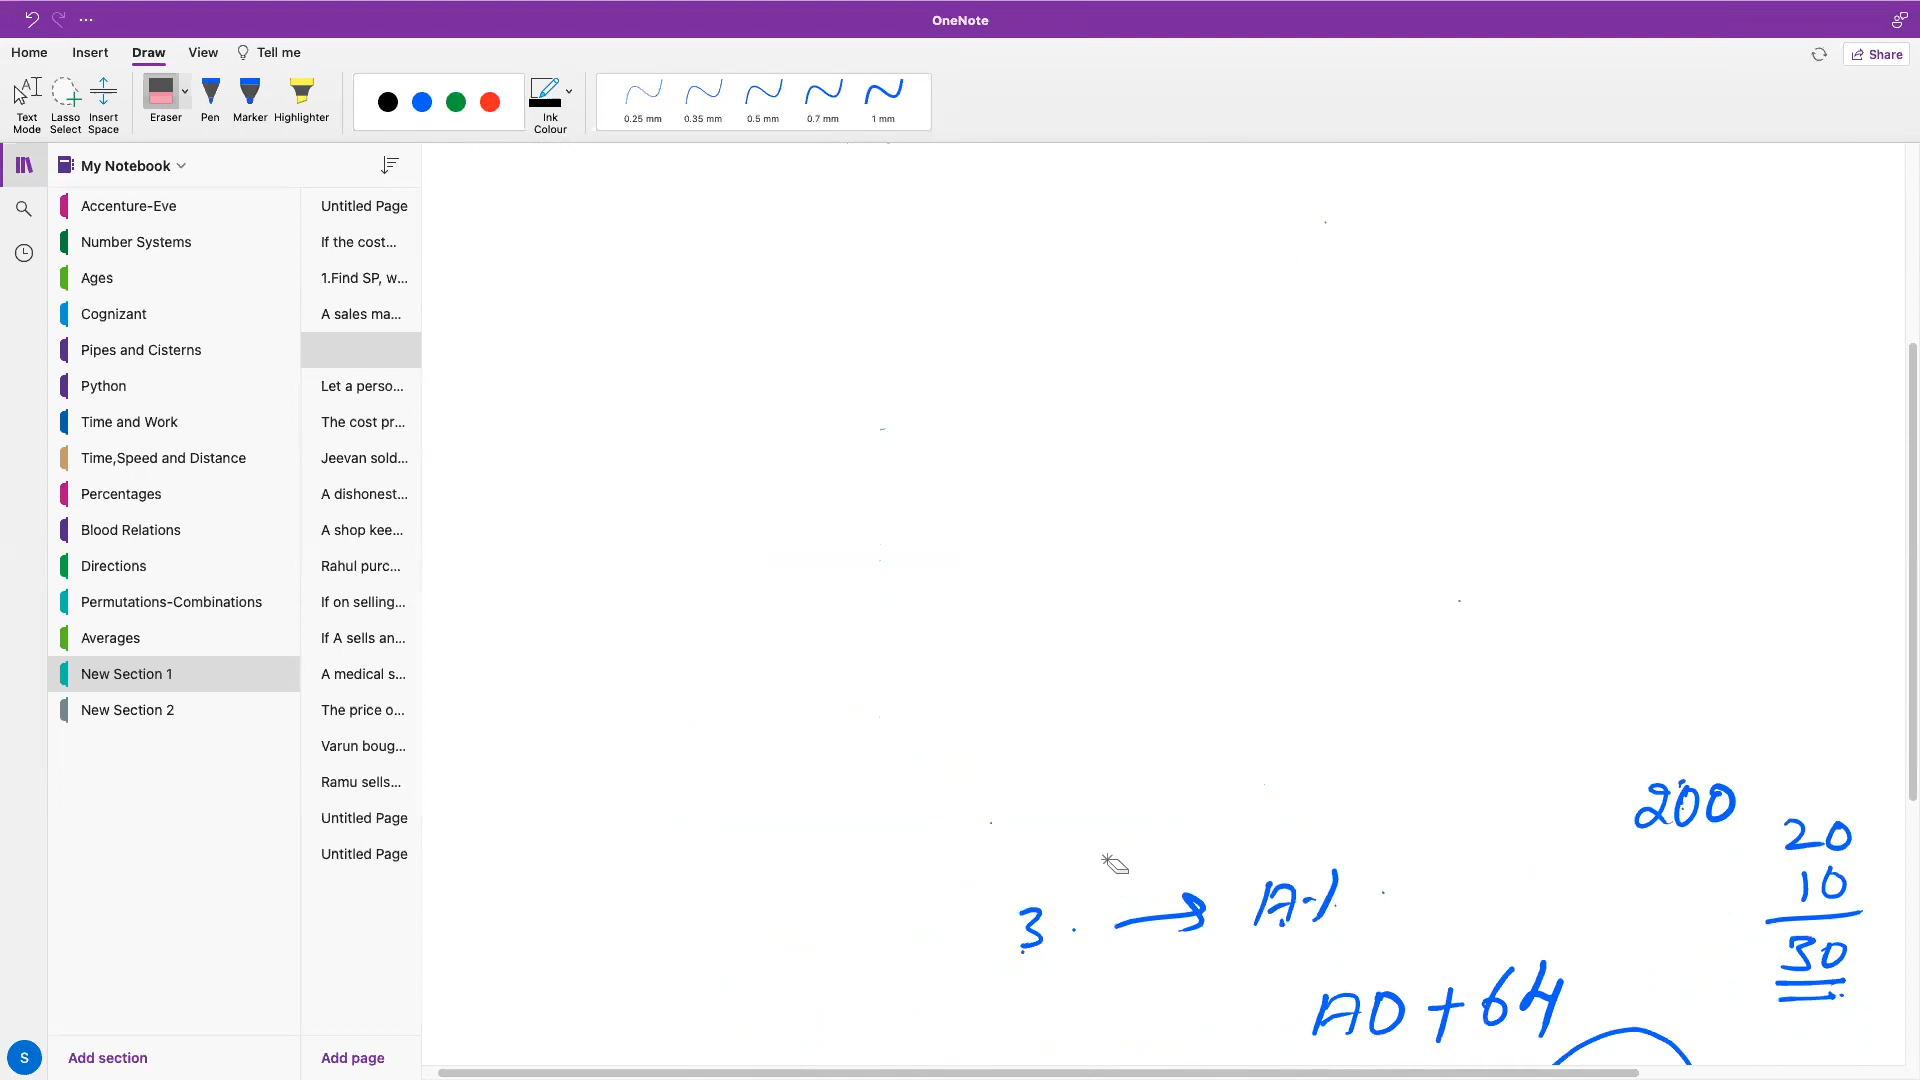 OneNote
Home Insert Draw View Tell me
Share
Text Mode
Lasso Select
Insert Space
Eraser
Pen
Marker
Highlighter
Ink Colour
0.25 mm
0.35 mm
0.5 mm
0.7 mm
1 mm
My Notebook
Accenture-Eve
Number Systems
Ages
Cognizant
Pipes and Cisterns
Python
Time and Work
Time,Speed and Distance
Percentages
Blood Relations
Directions
Permutations-Combinations
Averages
New Section 1
New Section 2
Add section
Untitled Page
If the cost...
1.Find SP, w...
A sales ma...
Let a perso...
The cost pr...
Jeevan sold...
A dishonest...
A shop kee...
Rahul purc...
If on selling...
If A sells an...
A medical s...
The price o...
Varun boug...
Ramu sells...
Untitled Page
Untitled Page
Add page
S
200
20
10
30
3 →
AD + 64